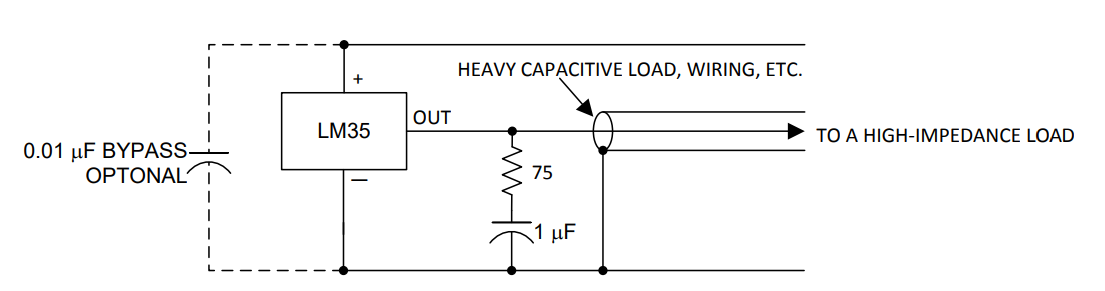 +
HEAVY CAPACITIVE LOAD, WIRING, ETC.
OUT
LM35
TO A HIGH-IMPEDANCE LOAD
0.01 μF BYPASS
OPTONAL
—
75
1 μF